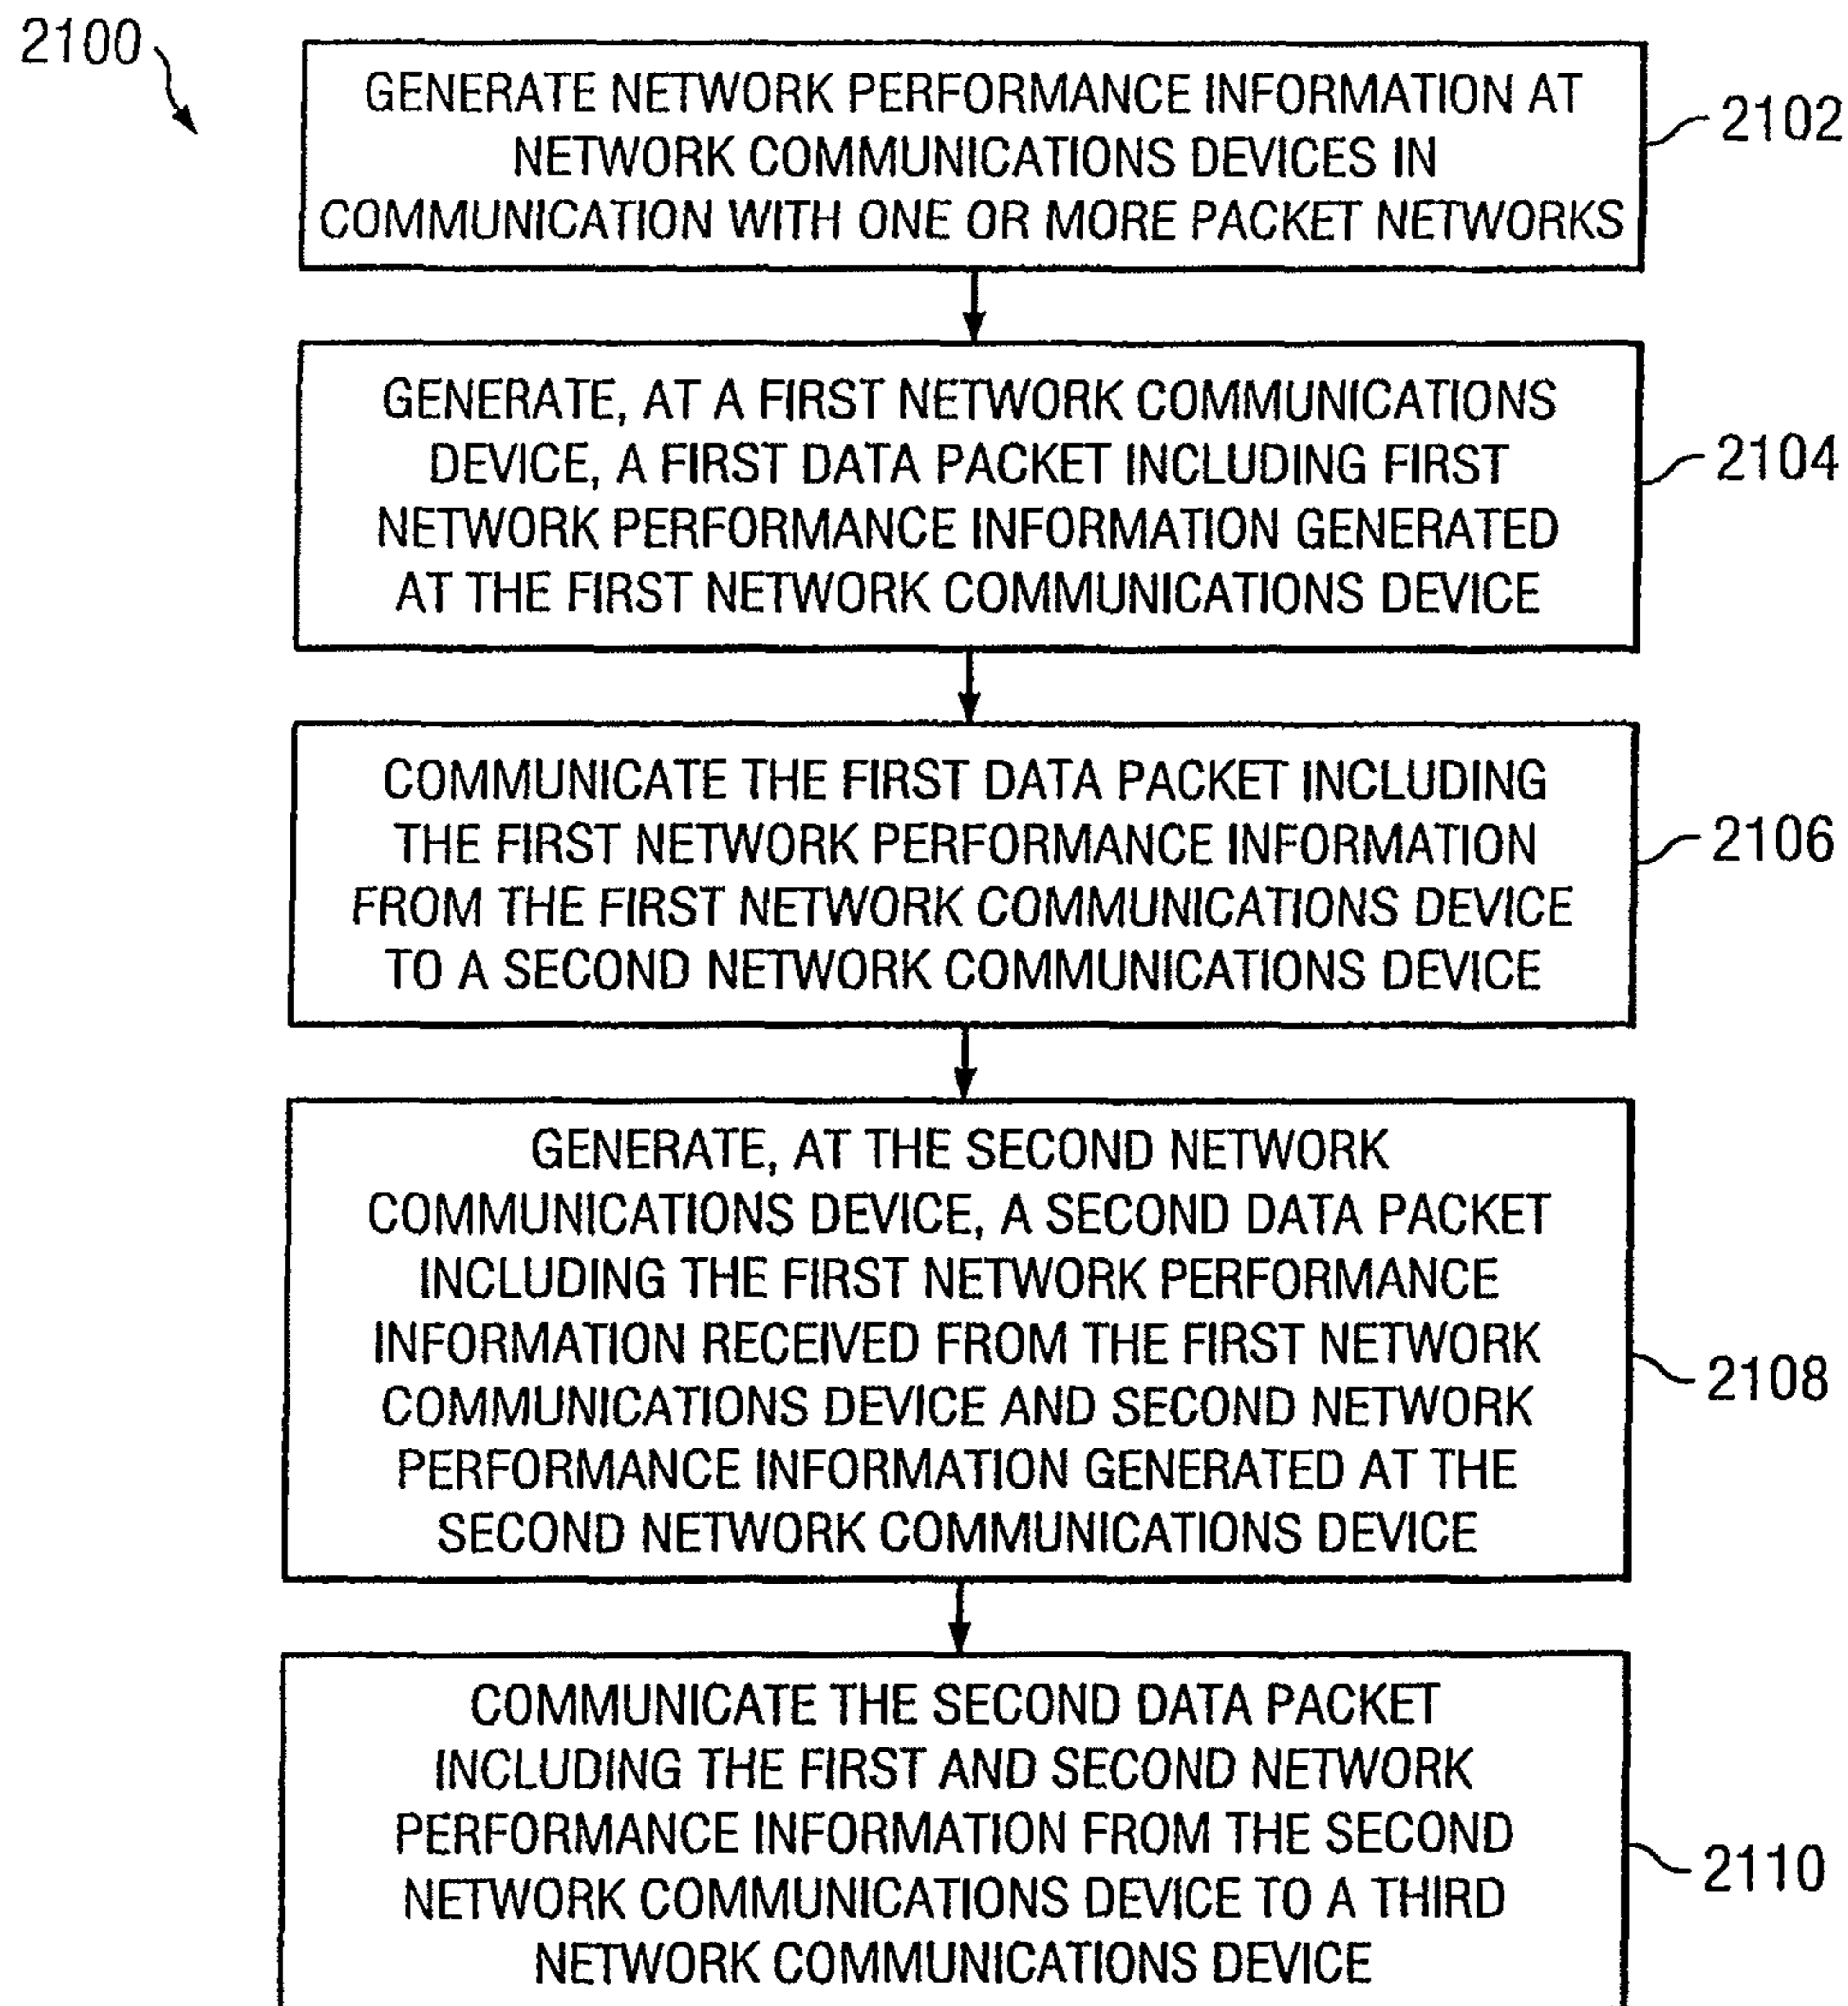 2100
GENERATE NETWORK PERFORMANCE INFORMATION AT
NETWORK COMMUNICATIONS DEVICES IN
COMMUNICATION WITH ONE OR MORE PACKET NETWORKS
2102
GENERATE, AT A FIRST NETWORK COMMUNICATIONS
DEVICE, A FIRST DATA PACKET INCLUDING FIRST
NETWORK PERFORMANCE INFORMATION GENERATED
AT THE FIRST NETWORK COMMUNICATIONS DEVICE
2104
COMMUNICATE THE FIRST DATA PACKET INCLUDING
THE FIRST NETWORK PERFORMANCE INFORMATION
FROM THE FIRST NETWORK COMMUNICATIONS DEVICE
TO A SECOND NETWORK COMMUNICATIONS DEVICE
2106
GENERATE, AT THE SECOND NETWORK
COMMUNICATIONS DEVICE, A SECOND DATA PACKET
INCLUDING THE FIRST NETWORK PERFORMANCE
INFORMATION RECEIVED FROM THE FIRST NETWORK
COMMUNICATIONS DEVICE AND SECOND NETWORK
PERFORMANCE INFORMATION GENERATED AT THE
SECOND NETWORK COMMUNICATIONS DEVICE
2108
COMMUNICATE THE SECOND DATA PACKET
INCLUDING THE FIRST AND SECOND NETWORK
PERFORMANCE INFORMATION FROM THE SECOND
NETWORK COMMUNICATIONS DEVICE TO A THIRD
NETWORK COMMUNICATIONS DEVICE
2110